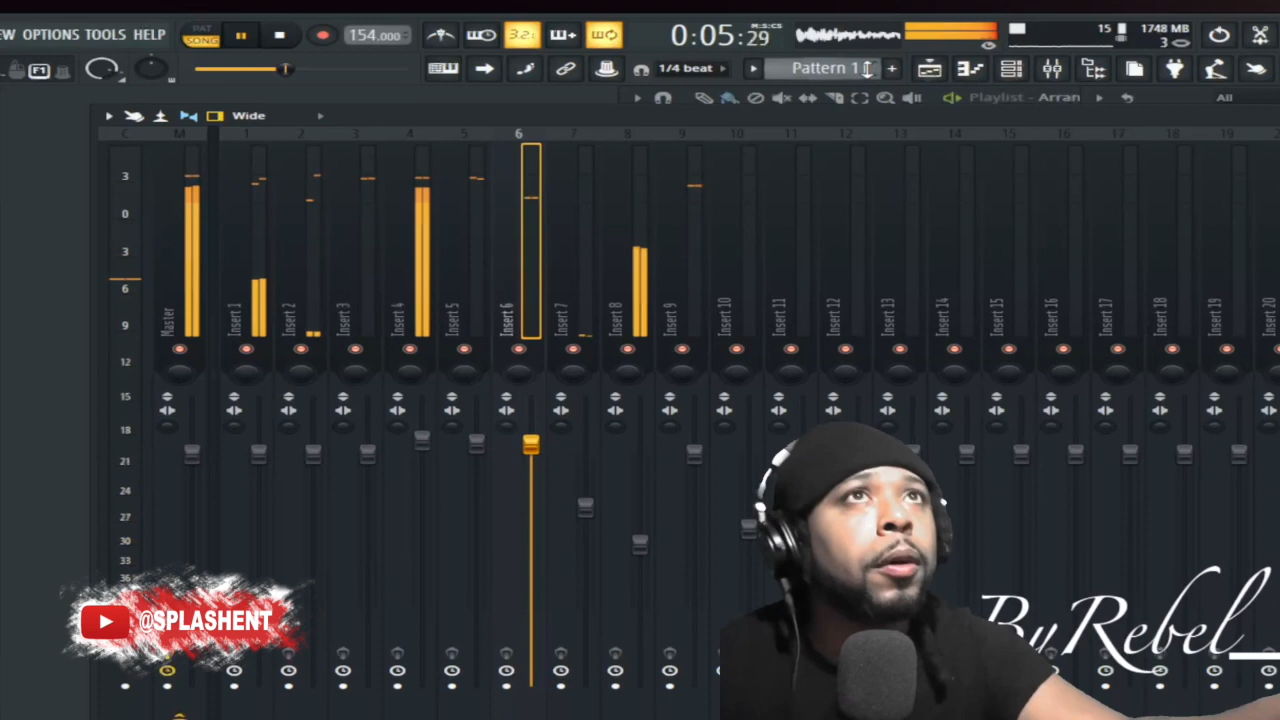 EW OPTIONS TOOLS HELP
PAT
SONG
154.000
3.2
0:05:29
M:S:CS
15
1748 MB
3
F1
1/4 beat
Pattern 1
+
Playlist - Arran
All
Wide
C M 1 2 3 4 5 6 7 8 9 10 11 12 13 14 15 16 17 18 19 20
3
0
3
6
9
12
15
18
21
24
27
30
33
36
Master
Insert 1
Insert 2
Insert 3
Insert 4
Insert 5
Insert 6
Insert 7
Insert 8
Insert 9
Insert 10
Insert 11
Insert 12
Insert 13
Insert 14
Insert 15
Insert 16
Insert 17
Insert 18
Insert 19
Insert 20
@SPLASHENT
ByRebel_